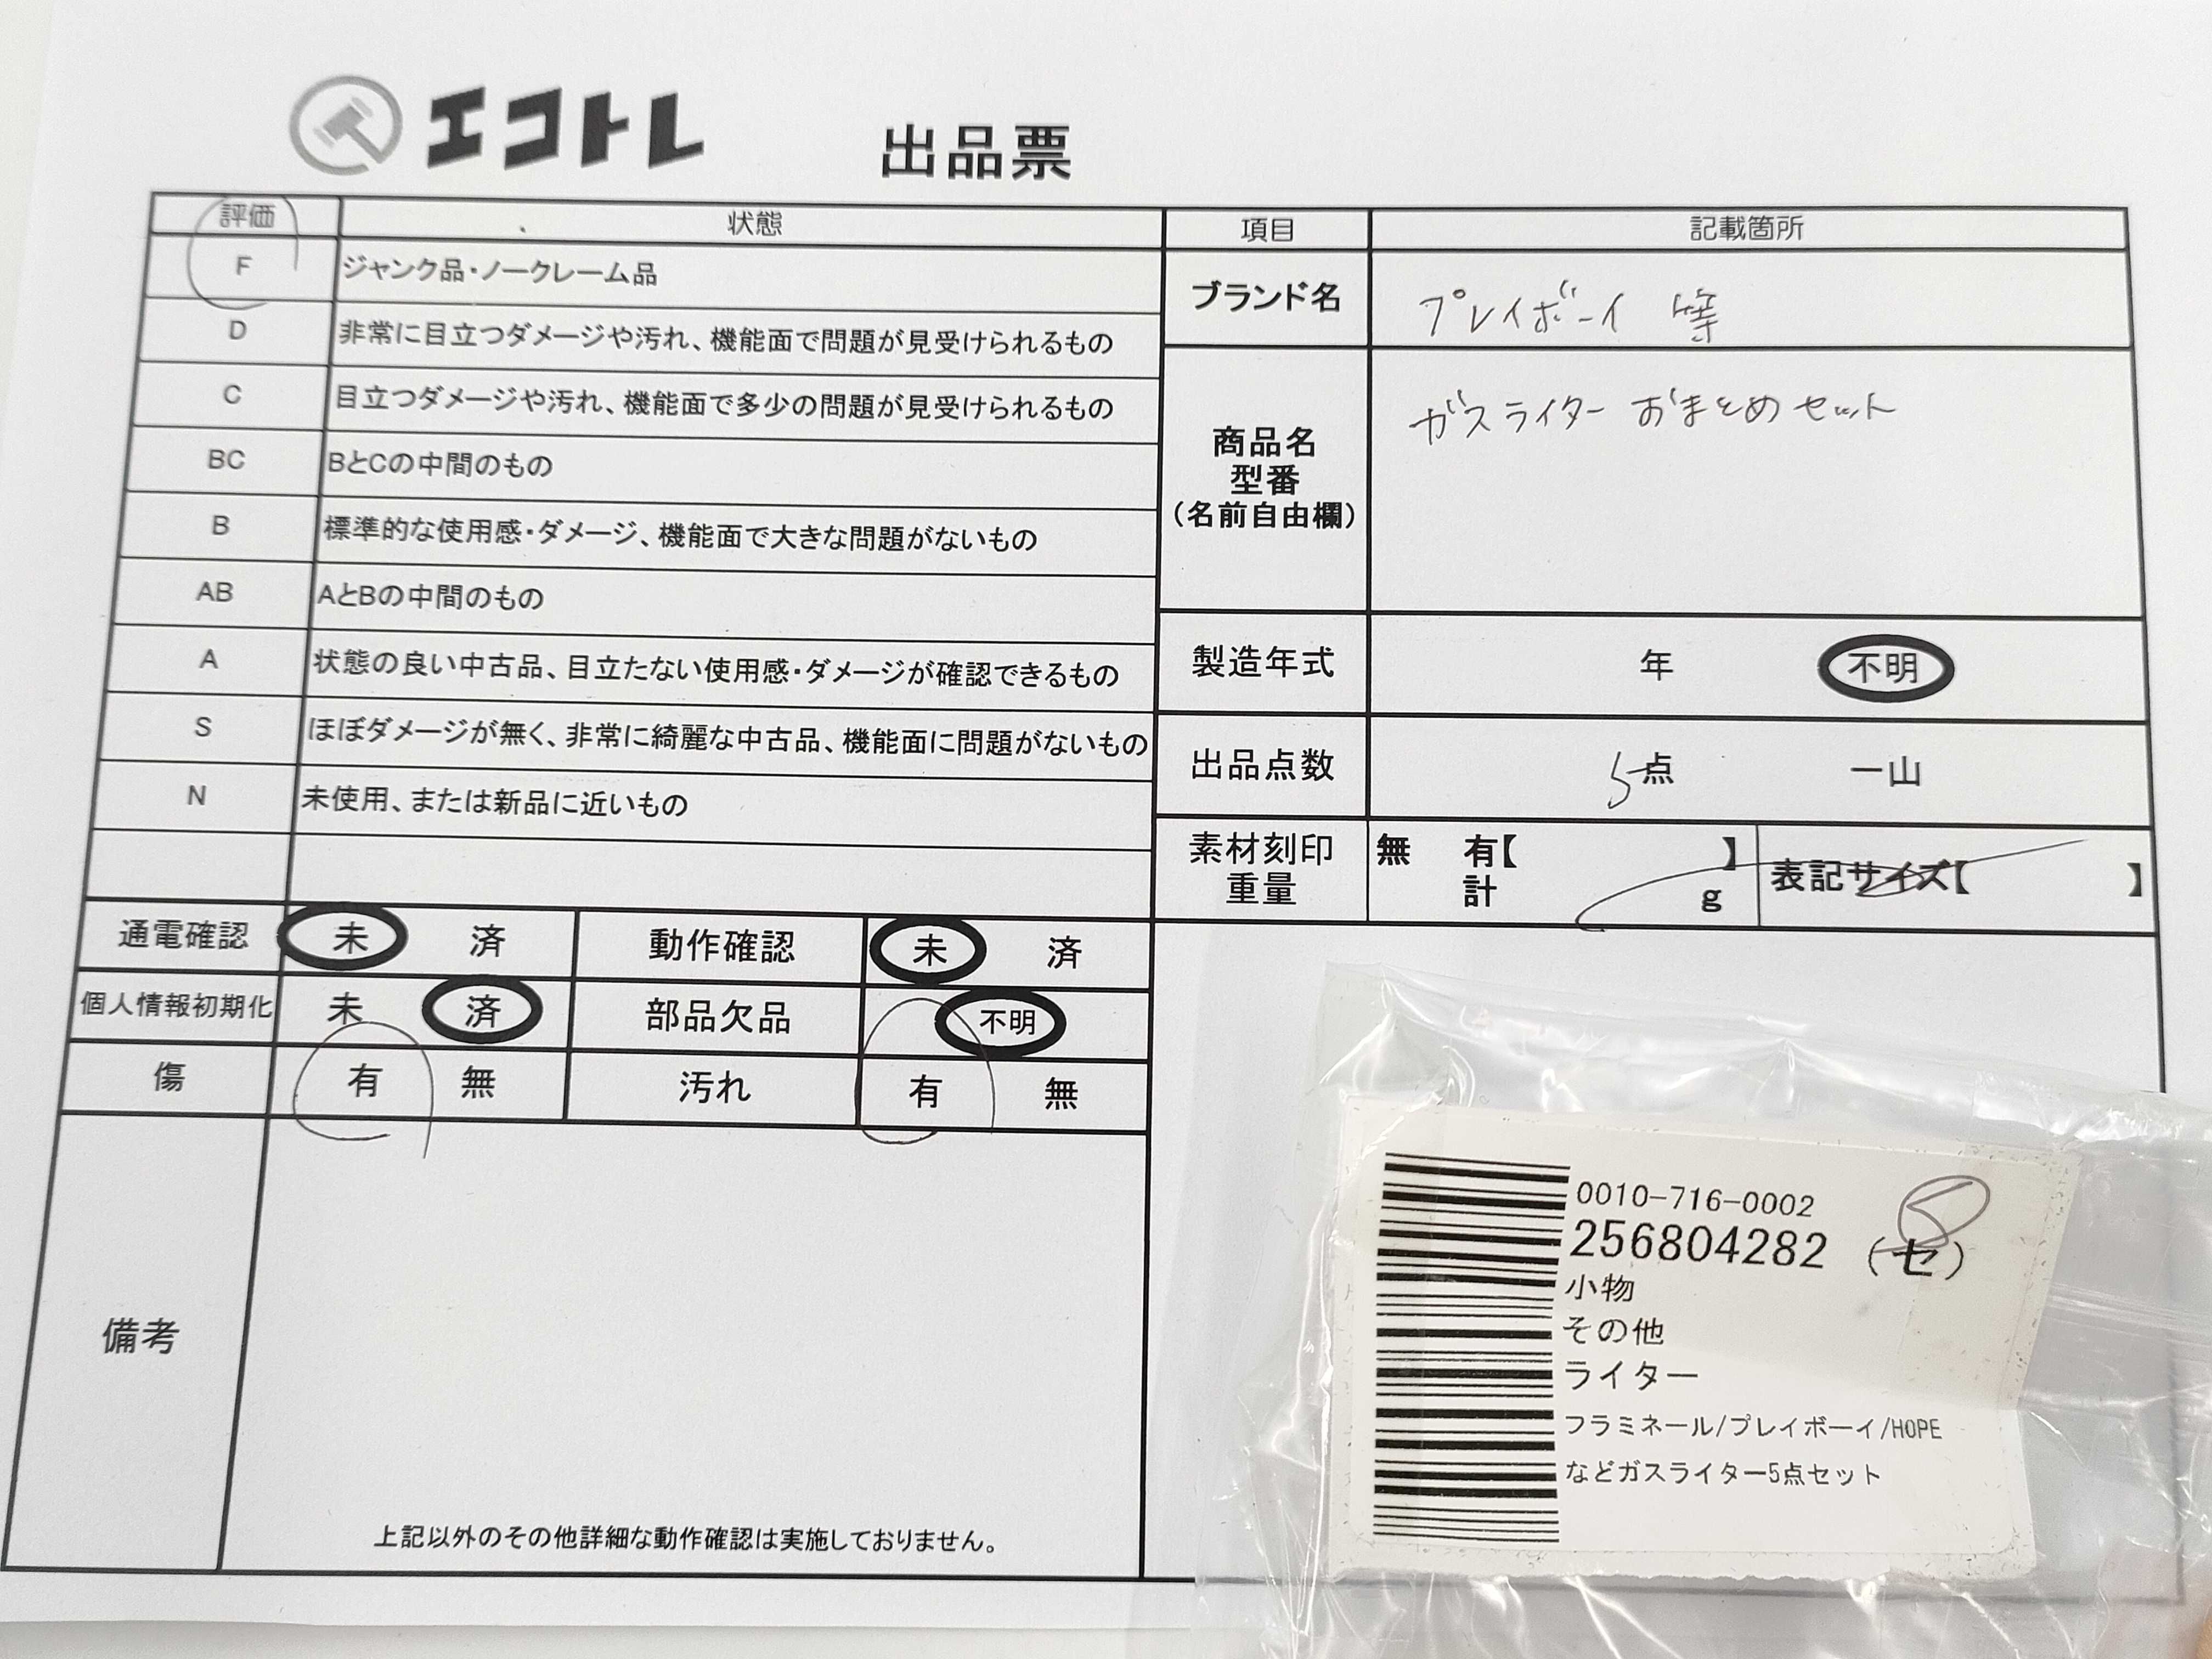 エコトレ
出品票
評価 状態
F ジャンク品・ノークレーム品
D 非常に目立つダメージや汚れ、機能面で問題が見受けられるもの
C 目立つダメージや汚れ、機能面で多少の問題が見受けられるもの
BC BとCの中間のもの
B 標準的な使用感・ダメージ、機能面で大きな問題がないもの
AB AとBの中間のもの
A 状態の良い中古品、目立たない使用感・ダメージが確認できるもの
S ほぼダメージが無く、非常に綺麗な中古品、機能面に問題がないもの
N 未使用、または新品に近いもの
項目 記載箇所
ブランド名 プレイボーイ 等
商品名
型番
(名前自由欄)
ガスライター おまとめセット
製造年式 年 不明
出品点数 5点 一山
素材刻印 無 有【 】
重量 計 g
表記サイズ【 】
通電確認 未 済 動作確認 未 済
個人情報初期化 未 済 部品欠品 不明
傷 有 無 汚れ 有 無
備考
上記以外のその他詳細な動作確認は実施しておりません。
0010-716-0002
256804282 (セ)
小物
その他
ライター
フラミネール/プレイボーイ/HOPE
などガスライター5点セット